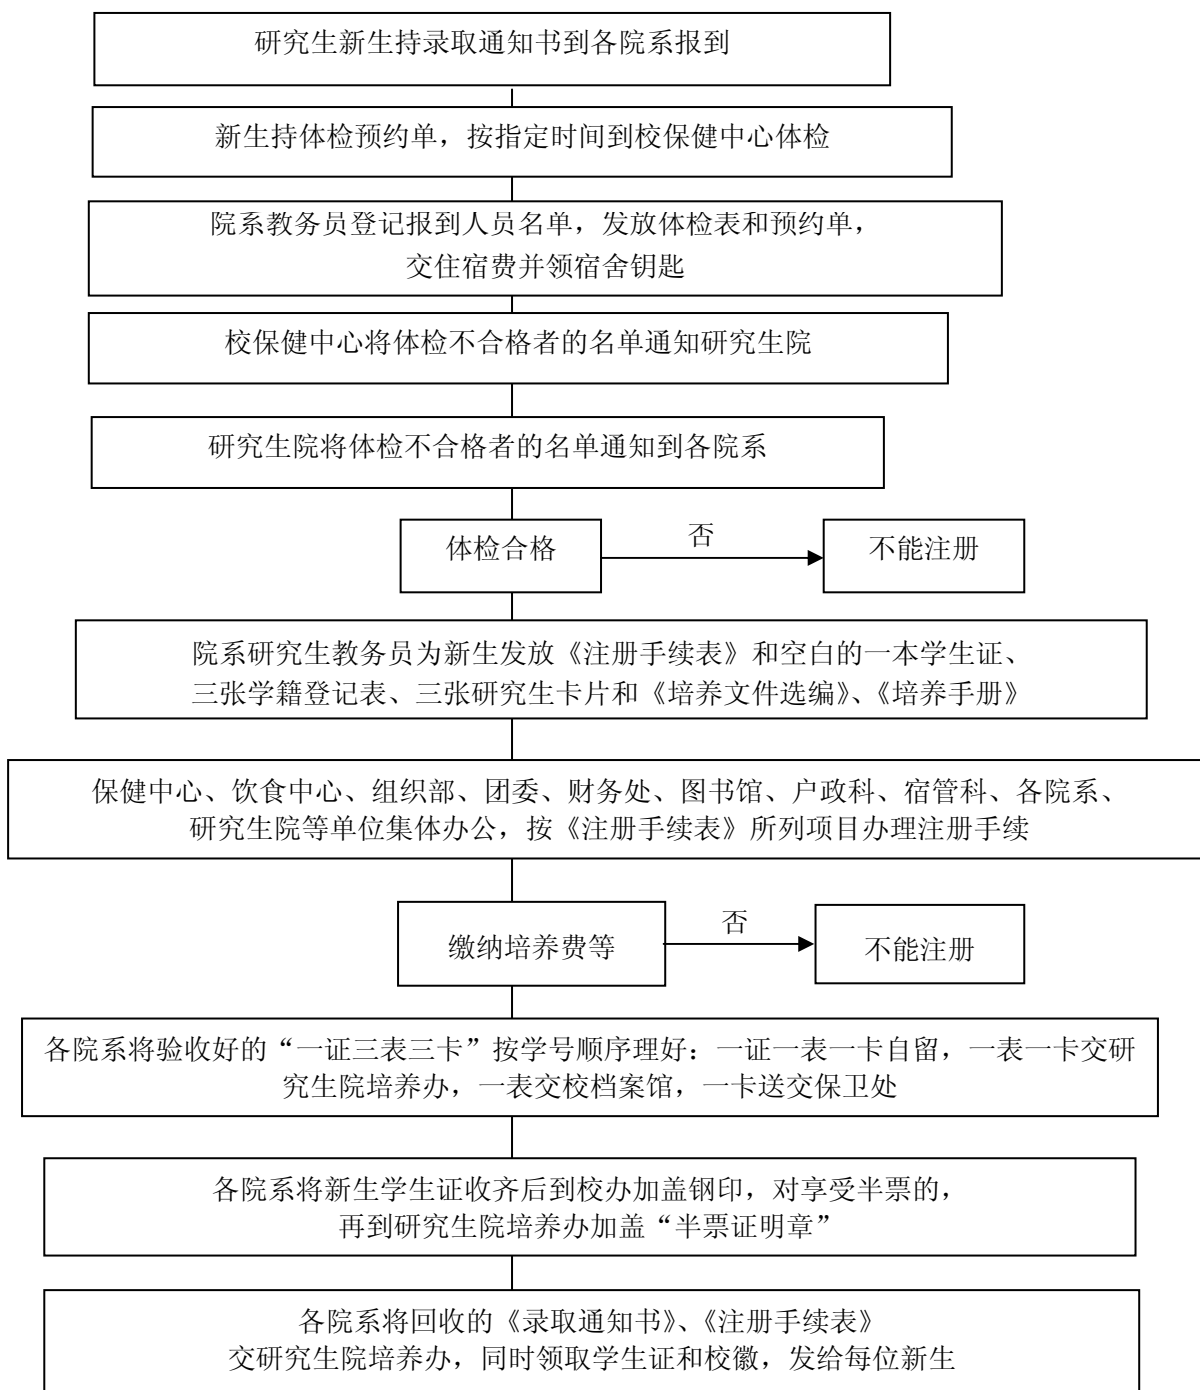 研究生新生持录取通知书到各院系报到
新生持体检预约单，按指定时间到校保健中心体检
院系教务员登记报到人员名单，发放体检表和预约单，
交住宿费并领宿舍钥匙
校保健中心将体检不合格者的名单通知研究生院
研究生院将体检不合格者的名单通知到各院系
体检合格
否
不能注册
院系研究生教务员为新生发放《注册手续表》和空白的一本学生证、
三张学籍登记表、三张研究生卡片和《培养文件选编》、《培养手册》
保健中心、饮食中心、组织部、团委、财务处、图书馆、户政科、宿管科、各院系、
研究生院等单位集体办公，按《注册手续表》所列项目办理注册手续
缴纳培养费等
否
不能注册
各院系将验收好的“一证三表三卡”按学号顺序理好：一证一表一卡自留，一表一卡交研
究生院培养办，一表交校档案馆，一卡送交保卫处
各院系将新生学生证收齐后到校办加盖钢印，对享受半票的，
再到研究生院培养办加盖“半票证明章”
各院系将回收的《录取通知书》、《注册手续表》
交研究生院培养办，同时领取学生证和校徽，发给每位新生